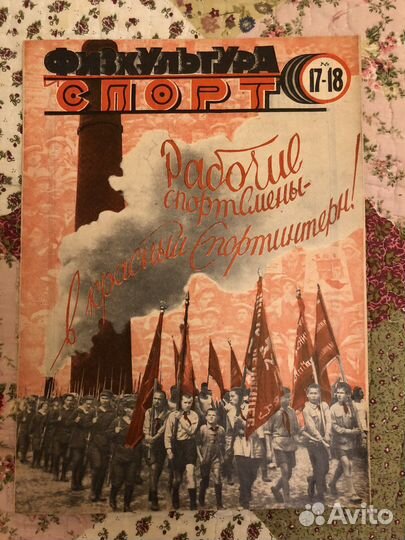 ФИЗКУЛЬТУРА
СПОРТ
№
17-18
Рабочие
спортсмены-
в красный Спортинтерн!
Avito